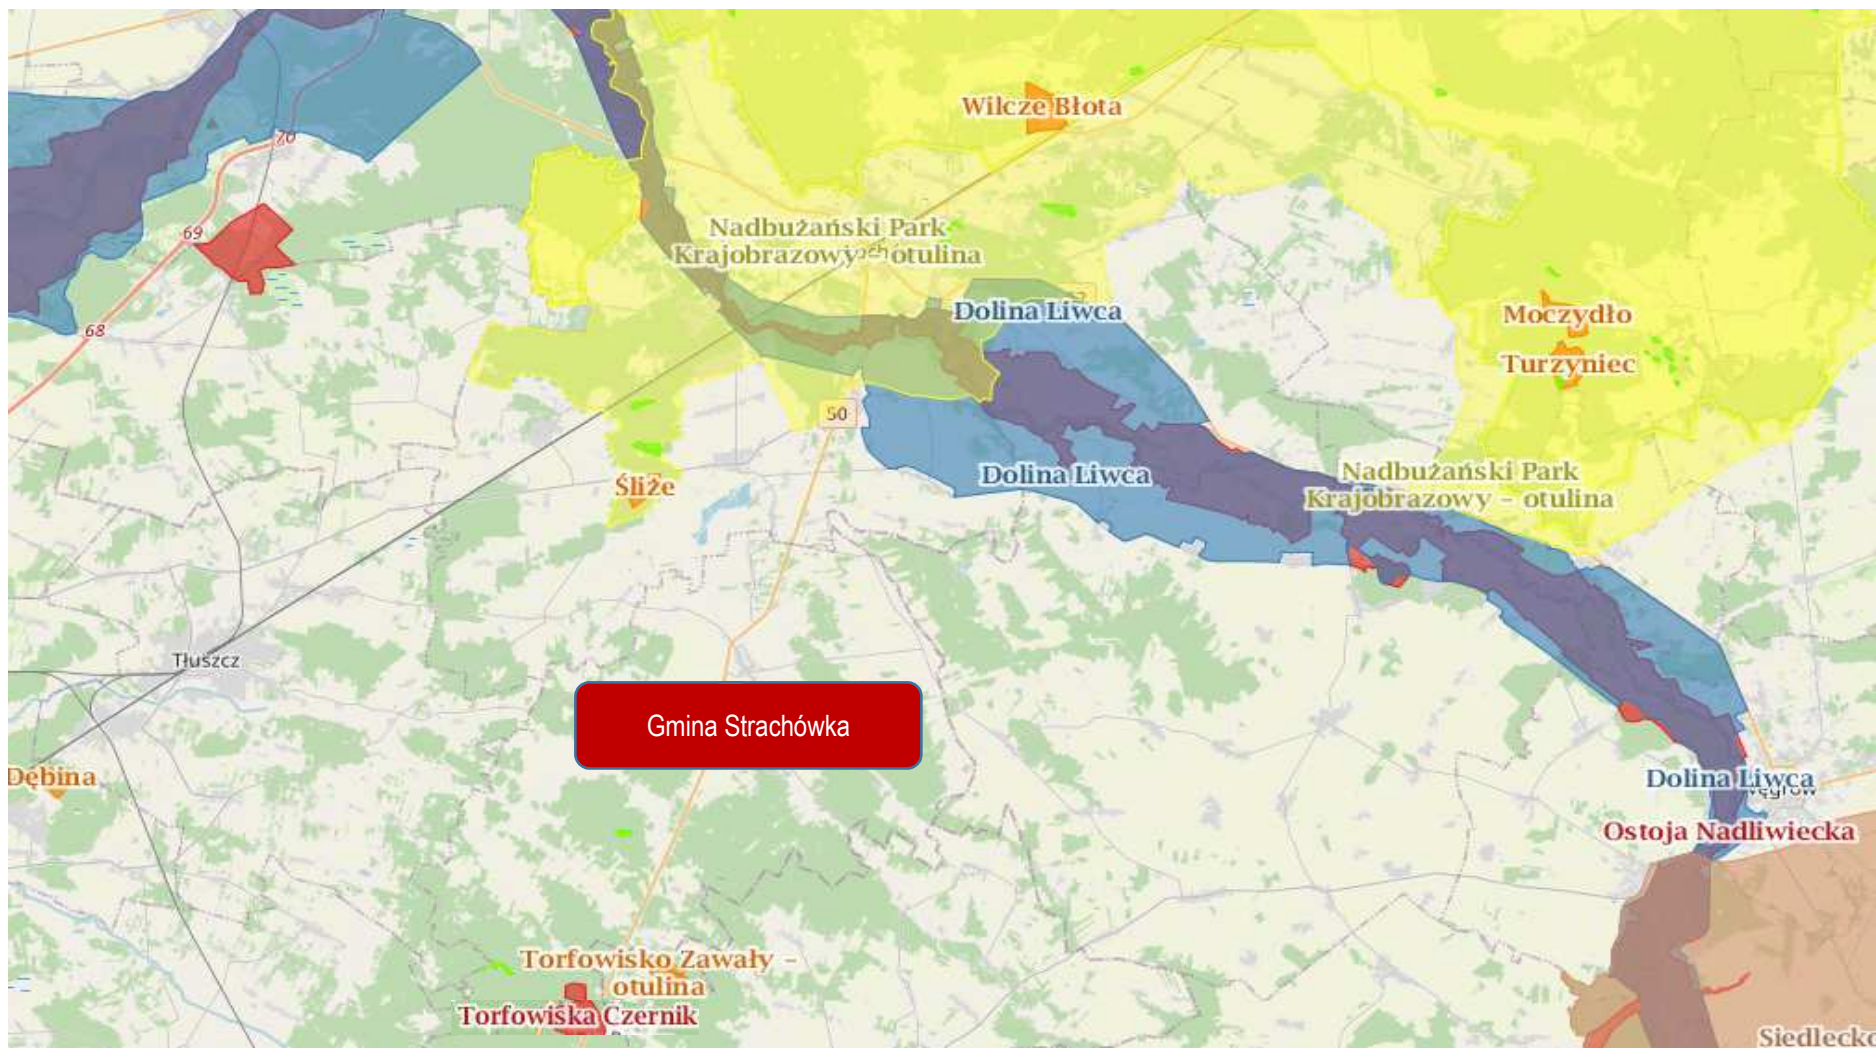 70
Wilcze Błota
69
Nadbużański Park
Krajobrazowy otulina
68
Dolina Liwca
Moczydło
Turzyniec
50
Śliże
Dolina Liwca
Nadbużański Park
Krajobrazowy – otulina
Tłuszcz
Gmina Strachówka
Dębina
Dolina Liwca
Ostoja Nadliwiecka
Torfowisko Zawały –
otulina
Torfowiska Czernik